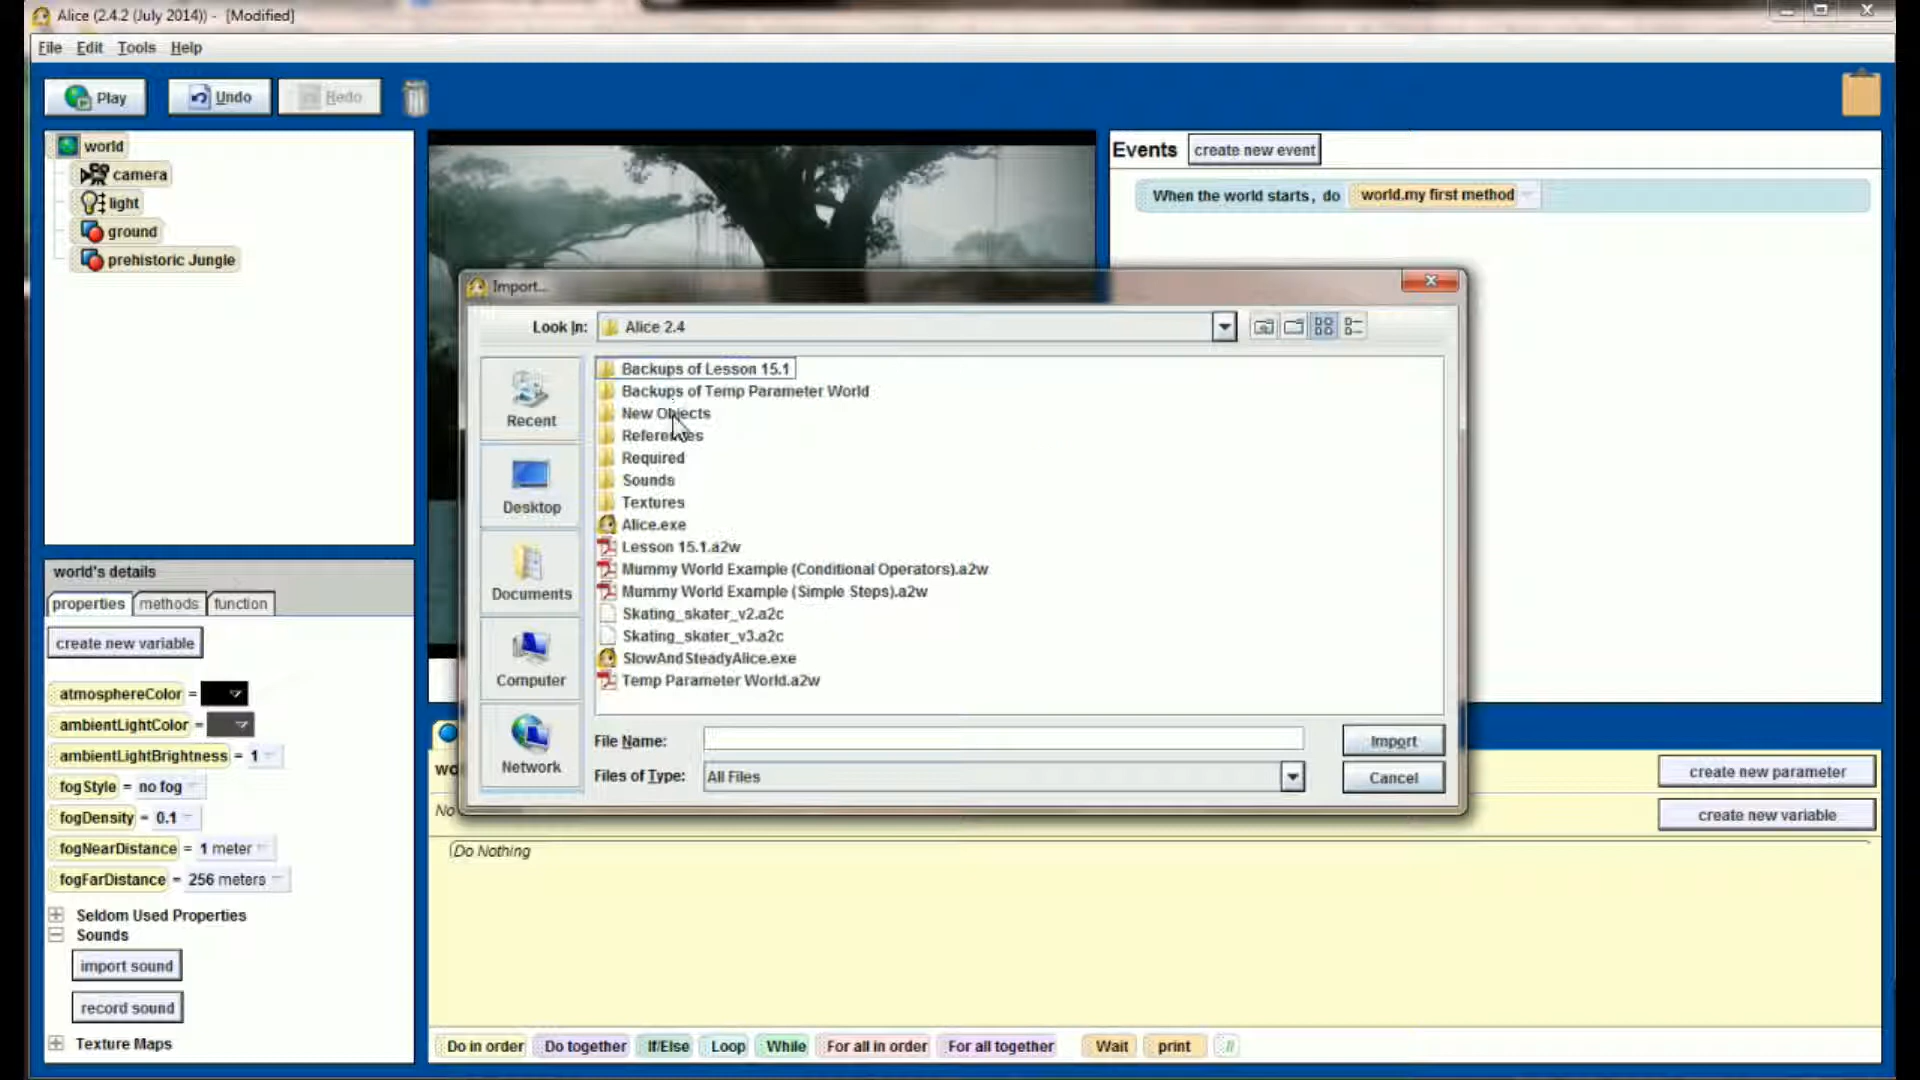 Alice (2.4.2 (July 2014)) - [Modified]
File Edit Tools Help
Play Undo Redo
world
camera
light
ground
prehistoric Jungle
Events create new event
When the world starts, do world.my first method
Import...
Look In: Alice 2.4
Recent
Desktop
Documents
Computer
Network
Backups of Lesson 15.1
Backups of Temp Parameter World
New Objects
References
Required
Sounds
Textures
Alice.exe
Lesson 15.1.a2w
Mummy World Example (Conditional Operators).a2w
Mummy World Example (Simple Steps).a2w
Skating_skater_v2.a2c
Skating_skater_v3.a2c
SlowAndSteadyAlice.exe
Temp Parameter World.a2w
File Name: Import
Files of Type: All Files Cancel
world's details
properties methods function
create new variable
atmosphereColor =
ambientLightColor =
ambientLightBrightness = 1
fogStyle = no fog
fogDensity = 0.1
fogNearDistance = 1 meter
fogFarDistance = 256 meters
Seldom Used Properties
Sounds
import sound
record sound
Texture Maps
wo
create new parameter
No
create new variable
(Do Nothing
Do in order Do together If/Else Loop While For all in order For all together Wait print //